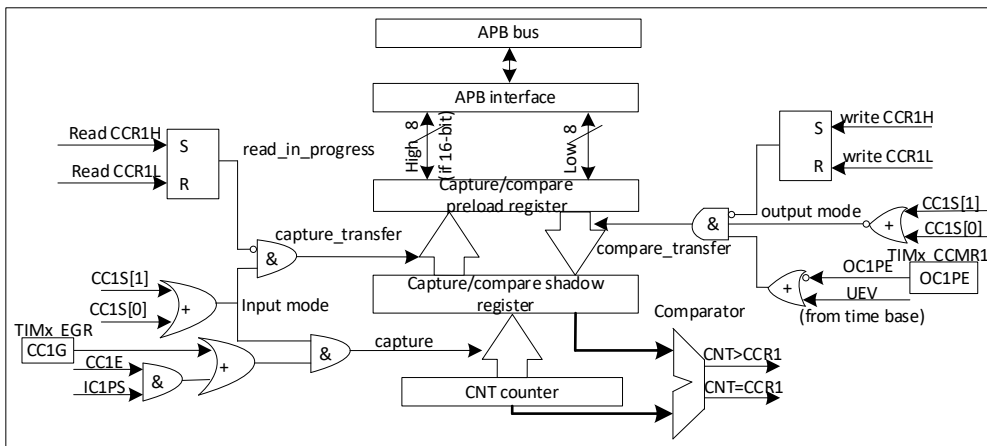 APB bus
APB interface
Read CCR1H
Read CCR1L
S
R
read_in_progress
High 8
(if 16-bit)
Low 8
S
R
write CCR1H
write CCR1L
Capture/compare
preload register
&
capture_transfer
compare_transfer
&
output mode
+
CC1S[1]
CC1S[0]
CC1S[1]
CC1S[0]
+
Input mode
Capture/compare shadow
register
+
OC1PE
UEV
(from time base)
TIMx_CCMR1
OC1PE
TIMx_EGR
CC1G
CC1E
IC1PS
&
+
&
capture
CNT counter
Comparator
CNT>CCR1
CNT=CCR1